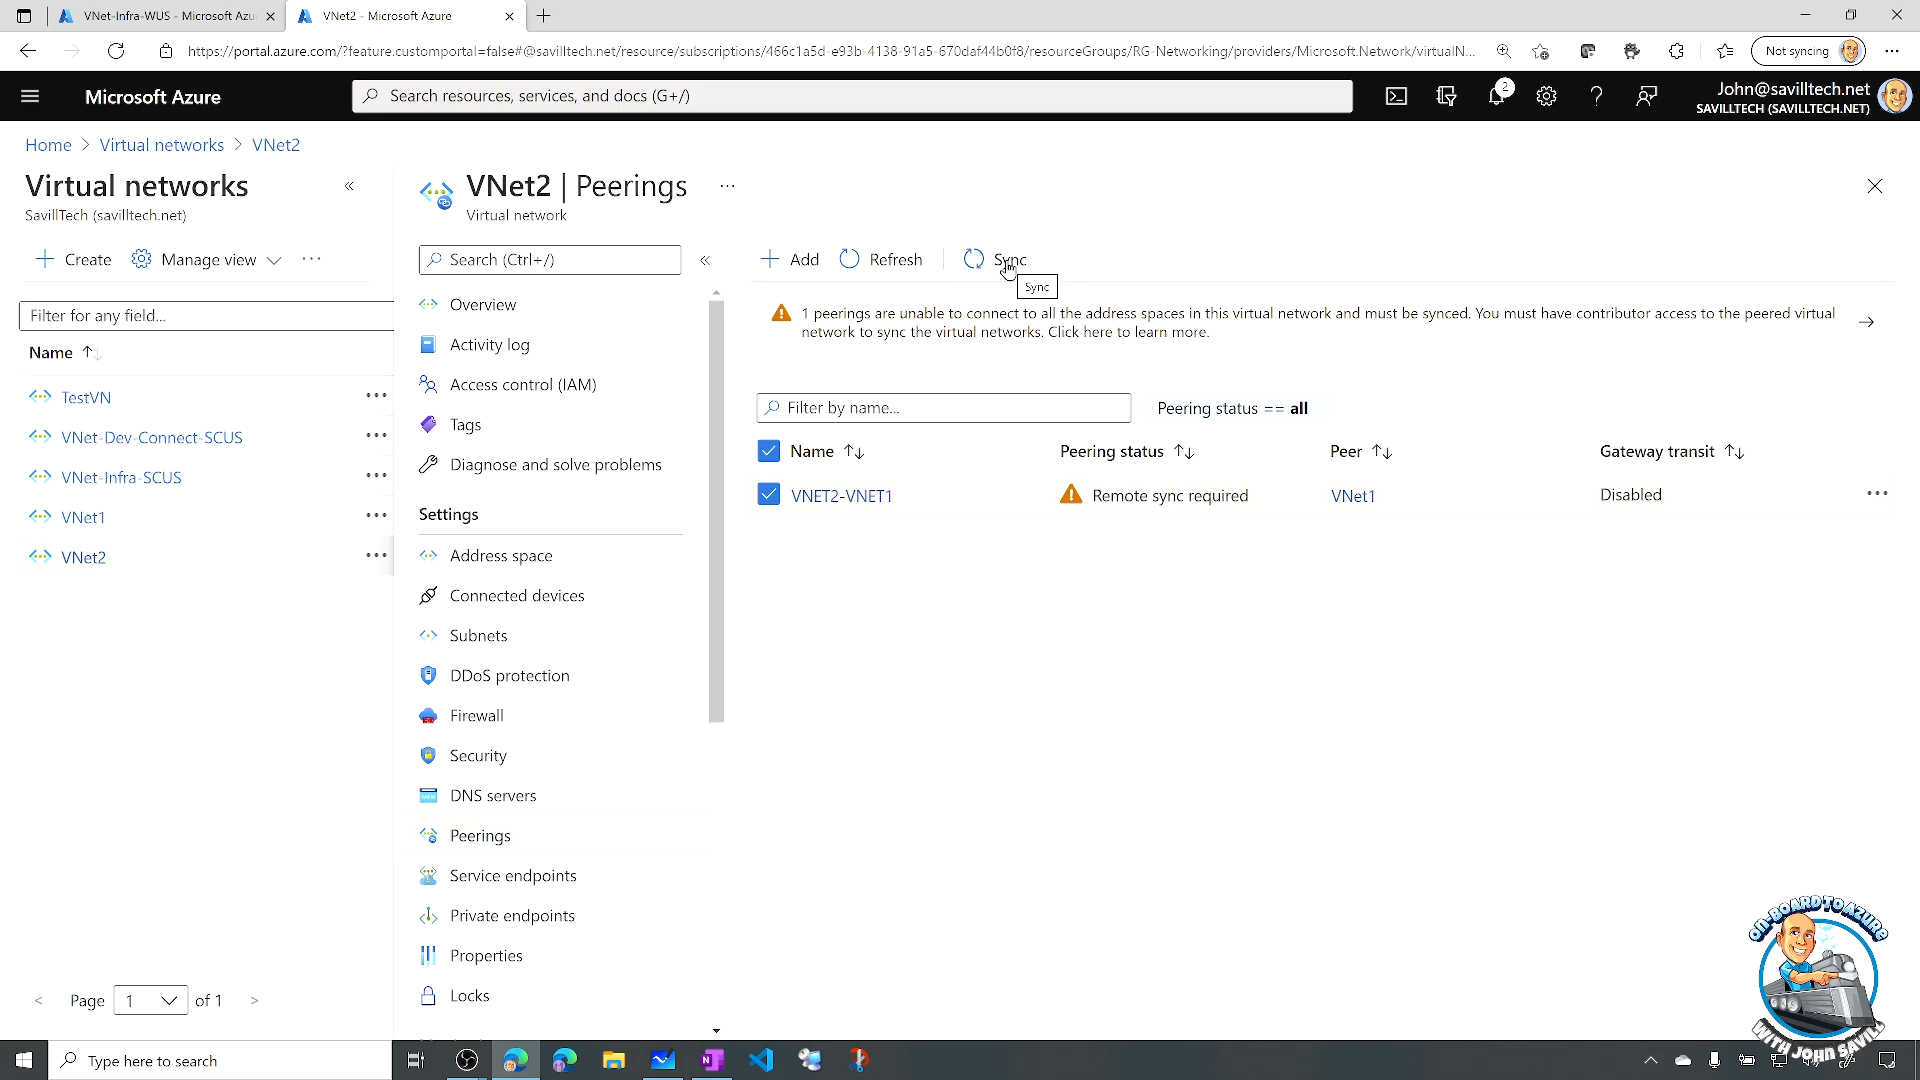 VNet-Infra-WUS - Microsoft Azu
VNet2 - Microsoft Azure
https://portal.azure.com/?feature.customportal=false#@savilltech.net/resource/subscriptions/466c1a5d-e93b-4138-91a5-670daf44b0f8/resourceGroups/RG-Networking/providers/Microsoft.Network/virtualN...
Not syncing
Microsoft Azure
Search resources, services, and docs (G+/)
2
John@savilltech.net
SAVILLTECH (SAVILLTECH.NET)
Home > Virtual networks > VNet2
Virtual networks
SavillTech (savilltech.net)
Create
Manage view
Filter for any field...
Name
TestVN
VNet-Dev-Connect-SCUS
VNet-Infra-SCUS
VNet1
VNet2
Page 1 of 1
VNet2 | Peerings
Virtual network
Search (Ctrl+/)
Overview
Activity log
Access control (IAM)
Tags
Diagnose and solve problems
Settings
Address space
Connected devices
Subnets
DDoS protection
Firewall
Security
DNS servers
Peerings
Service endpoints
Private endpoints
Properties
Locks
Add
Refresh
Sync
Sync
1 peerings are unable to connect to all the address spaces in this virtual network and must be synced. You must have contributor access to the peered virtual
network to sync the virtual networks. Click here to learn more.
Filter by name...
Peering status == all
Name
Peering status
Peer
Gateway transit
VNET2-VNET1
Remote sync required
VNet1
Disabled
ON-BOARD TO AZURE
WITH JOHN SAVILL
Type here to search